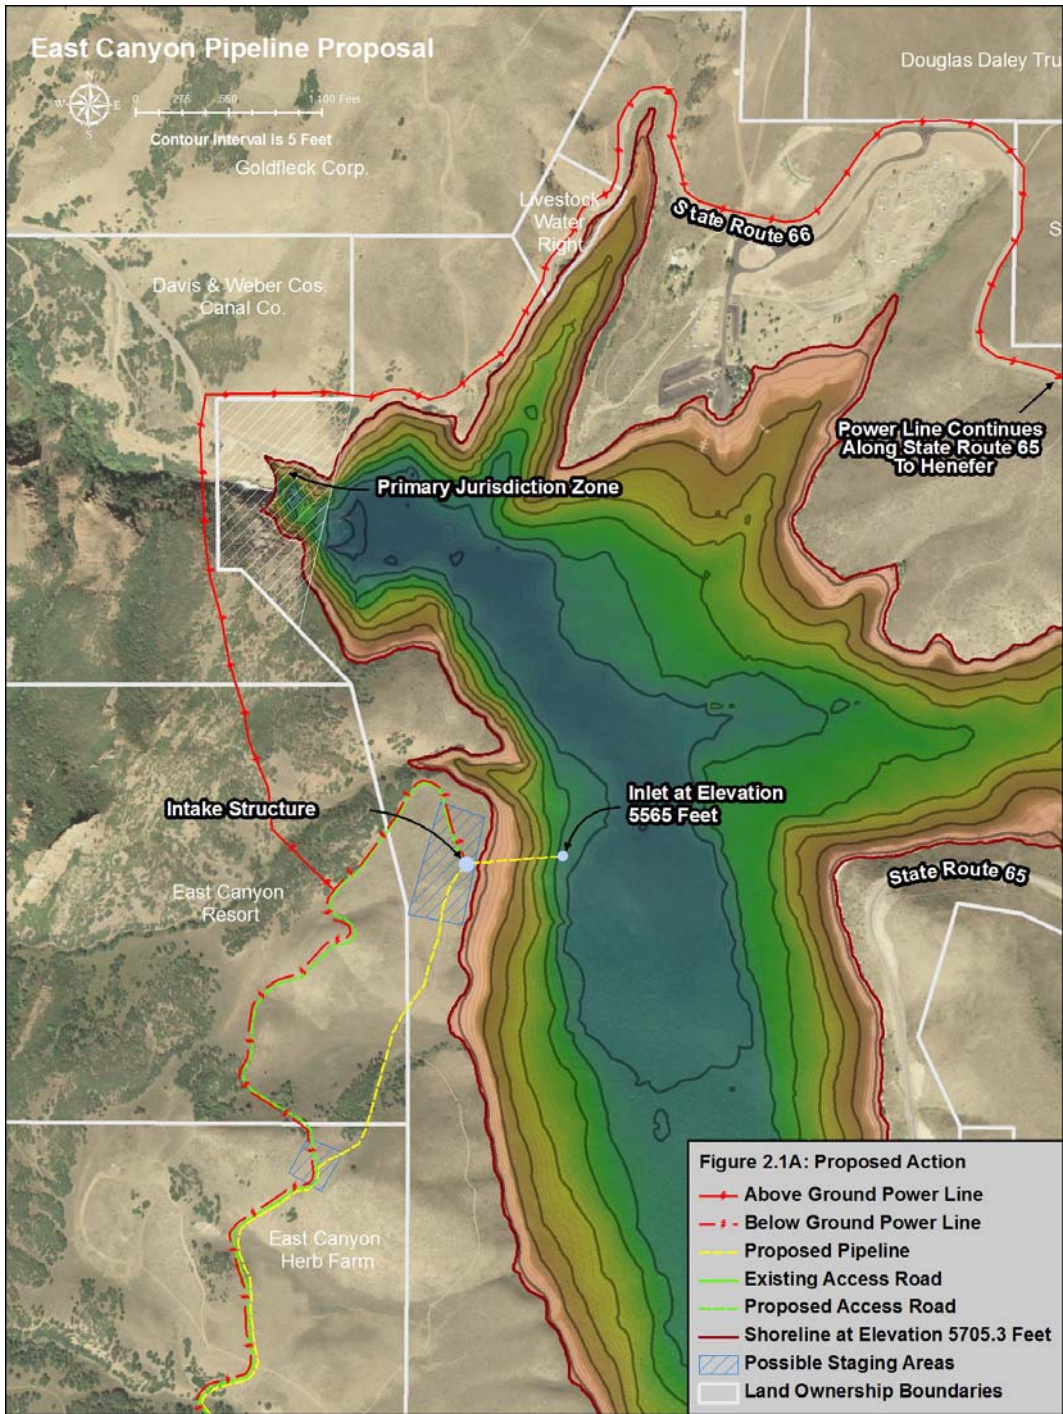 East Canyon Pipeline Proposal
N
W E
S
0 275 550 1,100 Feet
Contour Interval is 5 Feet
Goldfleck Corp.
Douglas Daley Tru
Livestock
Water
Right
State Route 66
S
Davis & Weber Cos.
Canal Co.
Power Line Continues
Along State Route 65
To Henefer
Primary Jurisdiction Zone
Intake Structure
Inlet at Elevation
5565 Feet
East Canyon
Resort
State Route 65
East Canyon
Herb Farm
Figure 2.1A: Proposed Action
Above Ground Power Line
Below Ground Power Line
Proposed Pipeline
Existing Access Road
Proposed Access Road
Shoreline at Elevation 5705.3 Feet
Possible Staging Areas
Land Ownership Boundaries